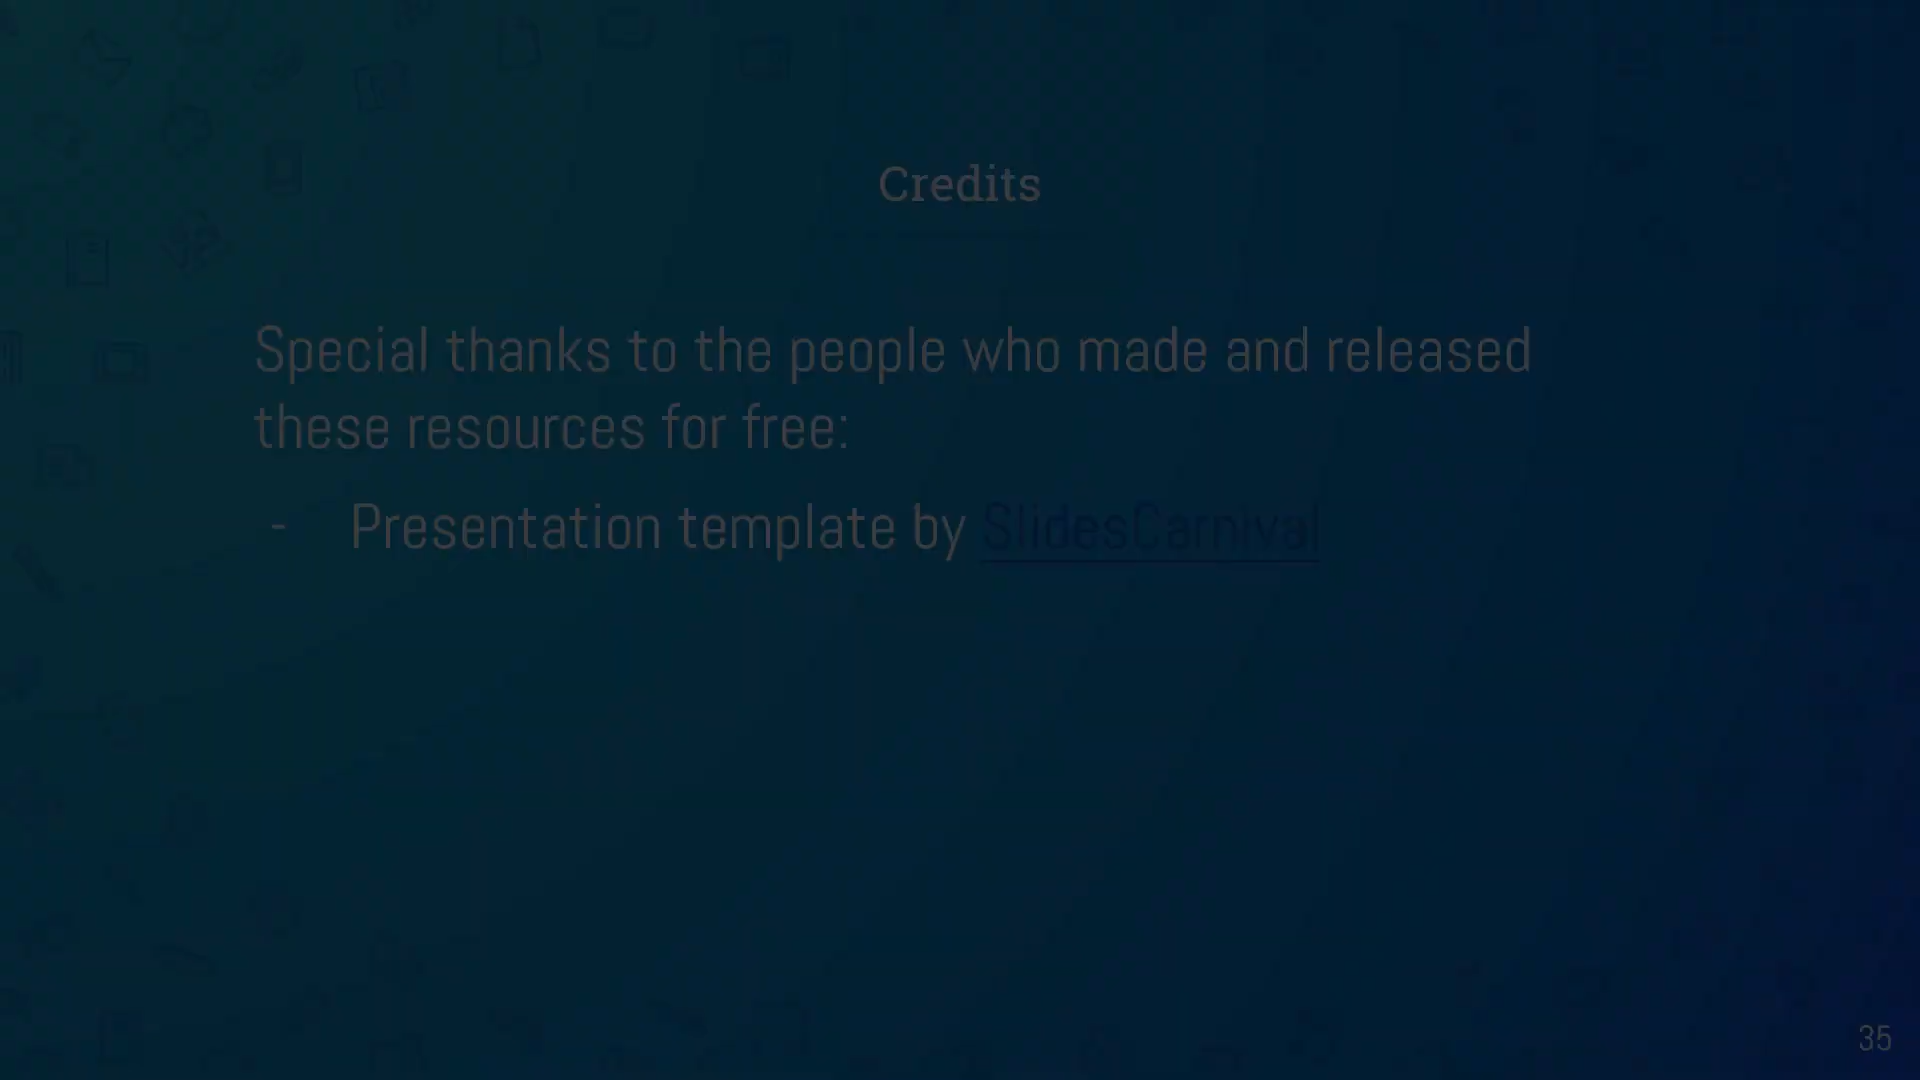 Credits
Special thanks to the people who made and released
these resources for free:
- Presentation template by SlidesCarnival
35